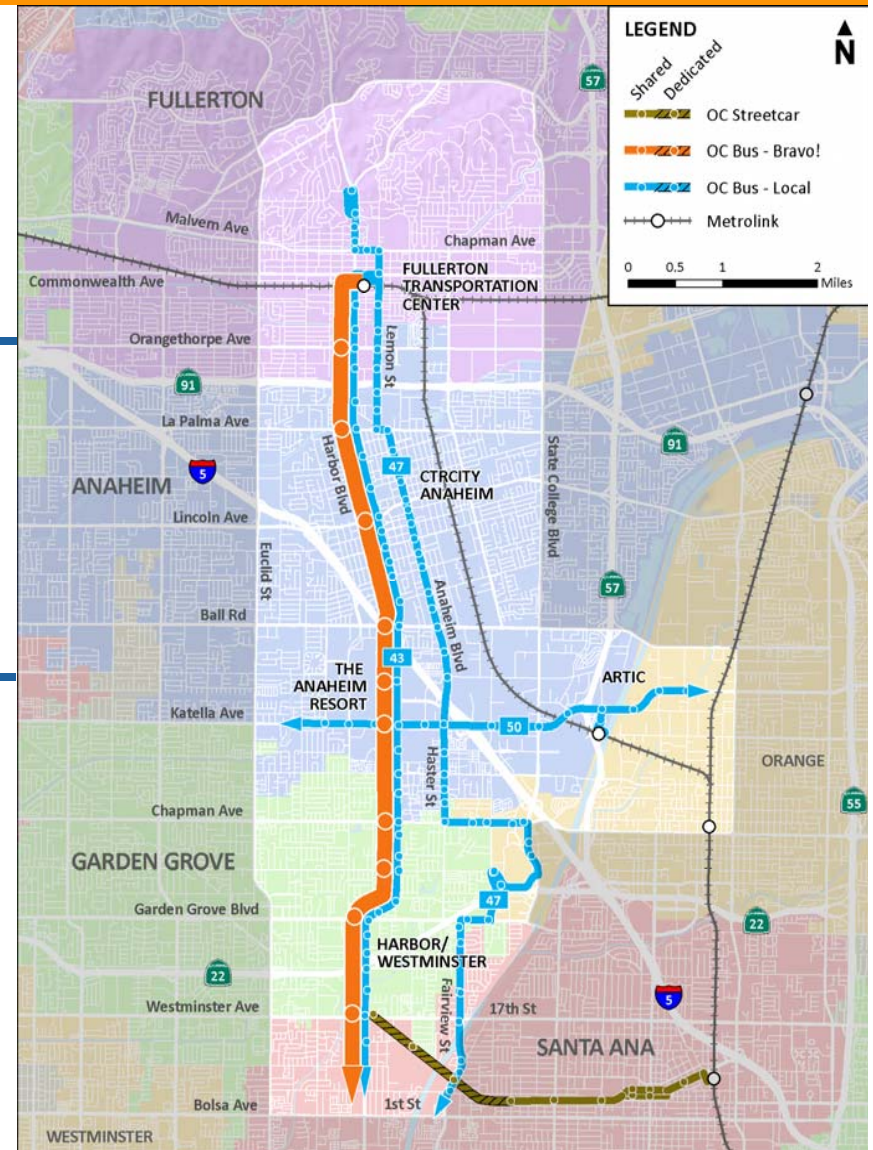 LEGEND
N
Shared
Dedicated
OC Streetcar
OC Bus - Bravo!
OC Bus - Local
Metrolink
0 0.5 1 2
Miles
57
FULLERTON
Malvern Ave
Chapman Ave
Commonwealth Ave
FULLERTON
TRANSPORTATION
CENTER
Orangethorpe Ave
Lemon St
91
La Palma Ave
91
Harbor Blvd
47
CTRCITY
ANAHEIM
State College Blvd
5
ANAHEIM
Lincoln Ave
Euclid St
Anaheim Blvd
57
Ball Rd
43
THE
ANAHEIM
RESORT
ARTIC
Katella Ave
50
Haster St
ORANGE
55
Chapman Ave
GARDEN GROVE
47
Garden Grove Blvd
22
HARBOR/
WESTMINSTER
22
Fairview St
5
Westminster Ave
17th St
SANTA ANA
Bolsa Ave
1st St
WESTMINSTER